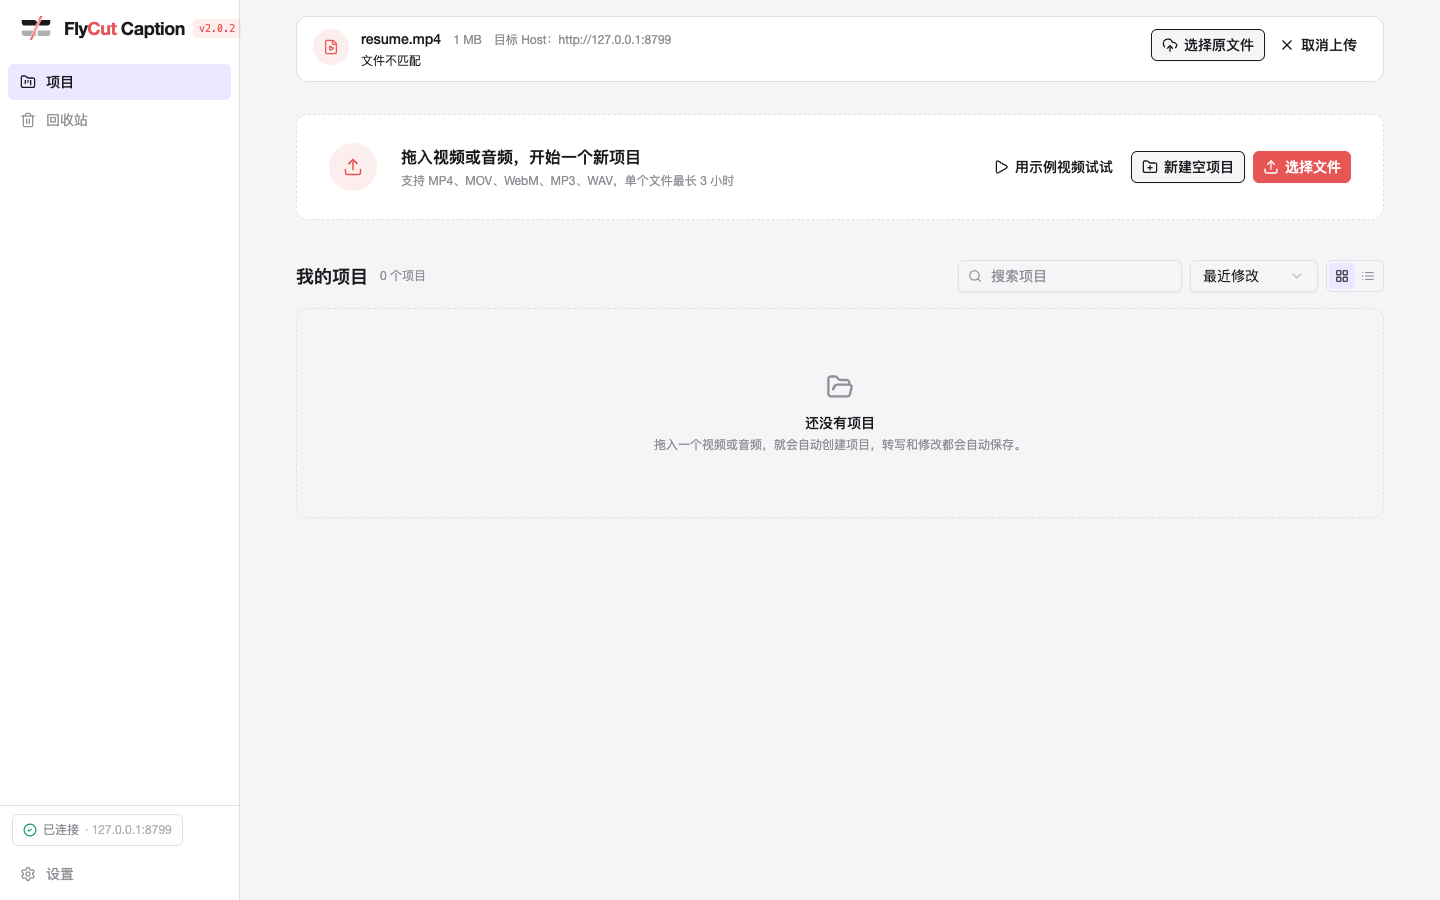 FlyCut Caption v2.0.2
项目
回收站
resume.mp4 1 MB 目标 Host：http://127.0.0.1:8799
文件不匹配
选择原文件
取消上传
拖入视频或音频，开始一个新项目
支持 MP4、MOV、WebM、MP3、WAV，单个文件最长 3 小时
用示例视频试试
新建空项目
选择文件
我的项目 0 个项目
搜索项目
最近修改
还没有项目
拖入一个视频或音频，就会自动创建项目，转写和修改都会自动保存。
已连接 · 127.0.0.1:8799
设置